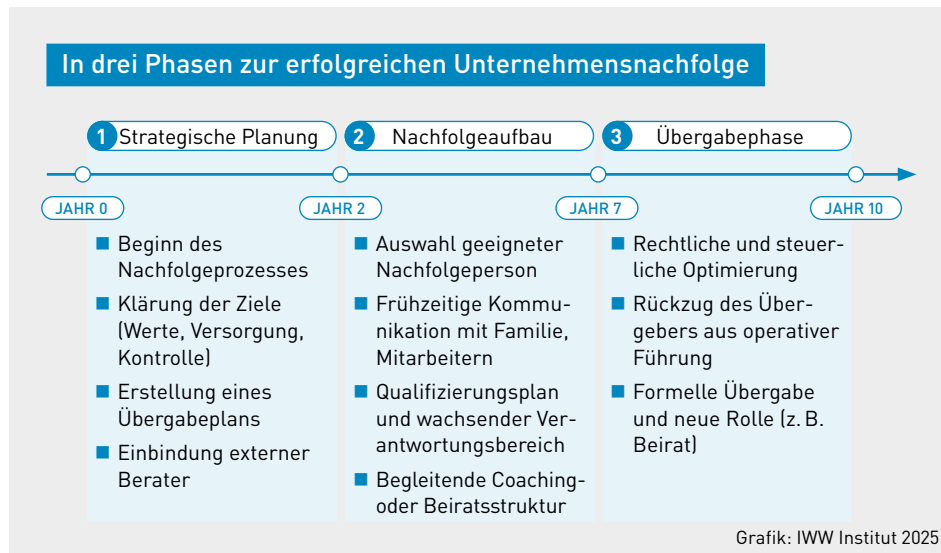 In drei Phasen zur erfolgreichen Unternehmensnachfolge
1 Strategische Planung
2 Nachfolgeaufbau
3 Übergabephase
JAHR 0
JAHR 2
JAHR 7
JAHR 10
■ Beginn des
Nachfolgeprozesses
■ Klärung der Ziele
(Werte, Versorgung,
Kontrolle)
■ Erstellung eines
Übergabeplans
■ Einbindung externer
Berater
■ Auswahl geeigneter
Nachfolgeperson
■ Frühzeitige Kommu-
nikation mit Familie,
Mitarbeitern
■ Qualifizierungsplan
und wachsender Ver-
antwortungsbereich
■ Begleitende Coaching-
oder Beiratsstruktur
■ Rechtliche und steuer-
liche Optimierung
■ Rückzug des Über-
gebers aus operativer
Führung
■ Formelle Übergabe
und neue Rolle (z. B.
Beirat)
Grafik: IWW Institut 2025